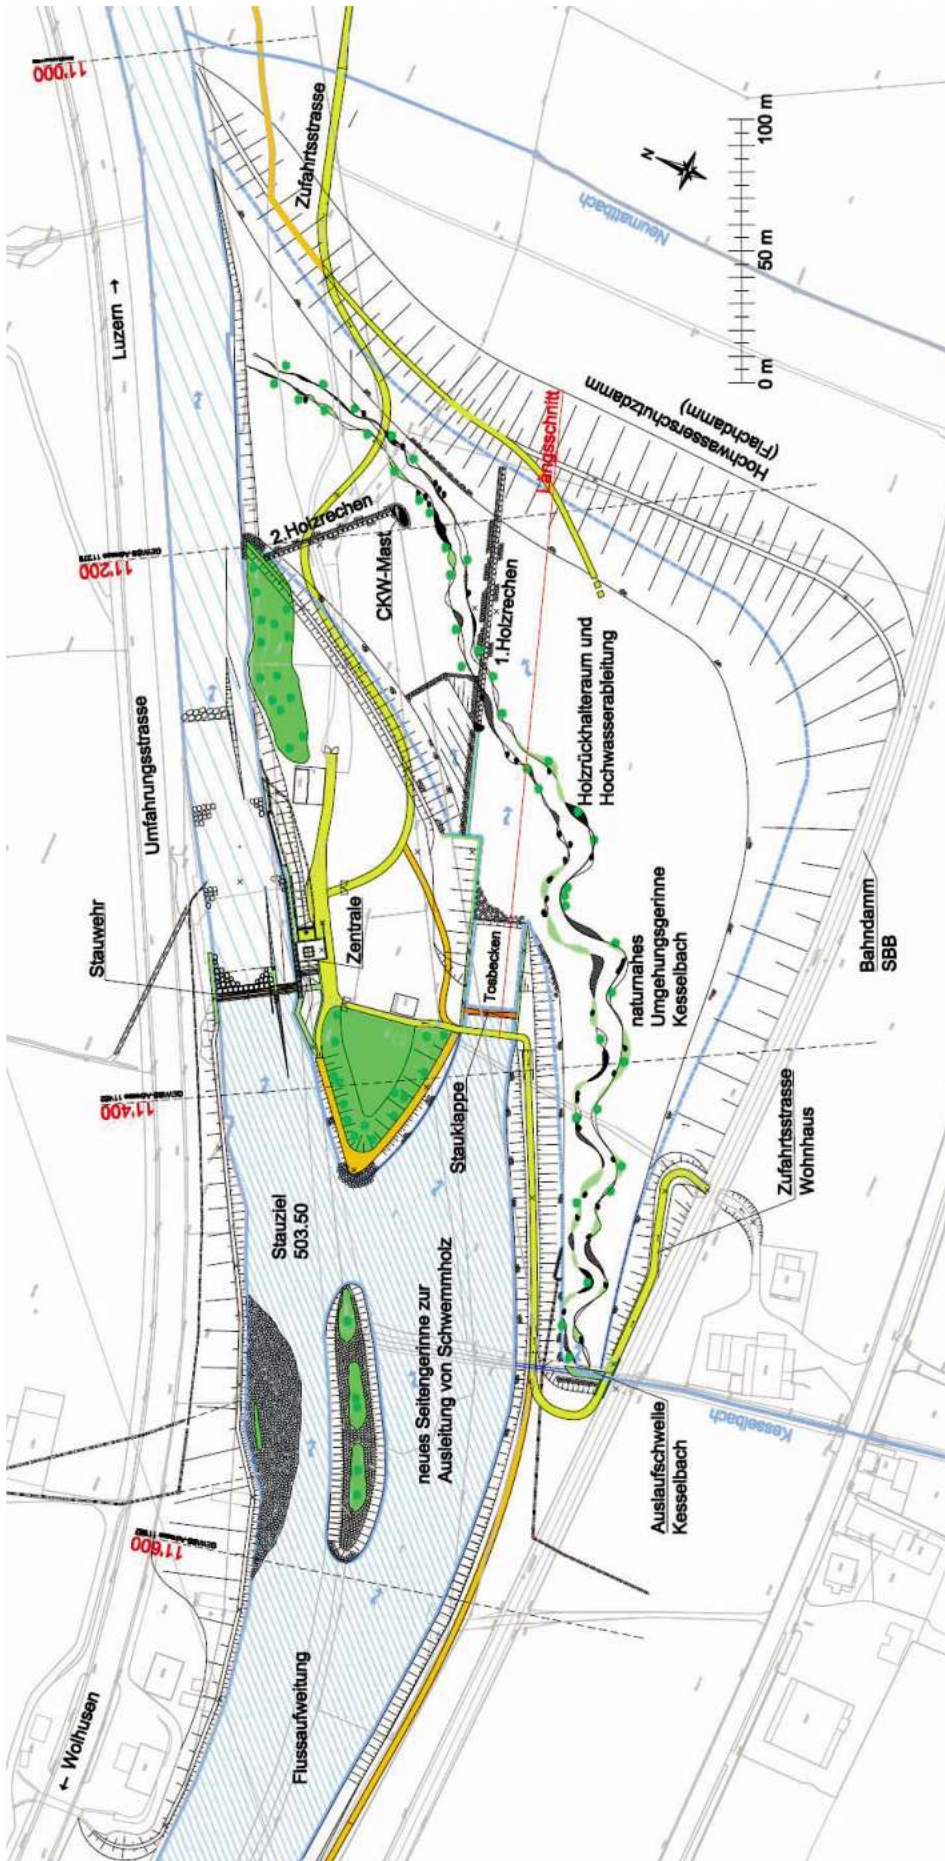 ← Wolhusen
Umfahrungsstrasse
Luzern →
11'600
11'400
11'200
11'000
Stauwehr
Flussaufweitung
Stauziel
503.50
Zentrale
2.Holzrechen
CKW-Mast
Zufahrtsstrasse
neues Seitengerinne zur
Ausleitung von Schwemmholz
Stauklappe
Tosbecken
1.Holzrechen
Längsschnitt
N
Neumattbach
Holzrückhalteraum und
Hochwasserableitung
Hochwasserschutzdamm
(Flachdamm)
0 m
50 m
100 m
naturnahes
Umgehungsgerinne
Kesselbach
Auslaufschwelle
Kesselbach
Kesselbach
Zufahrtsstrasse
Wohnhaus
Bahndamm
SBB